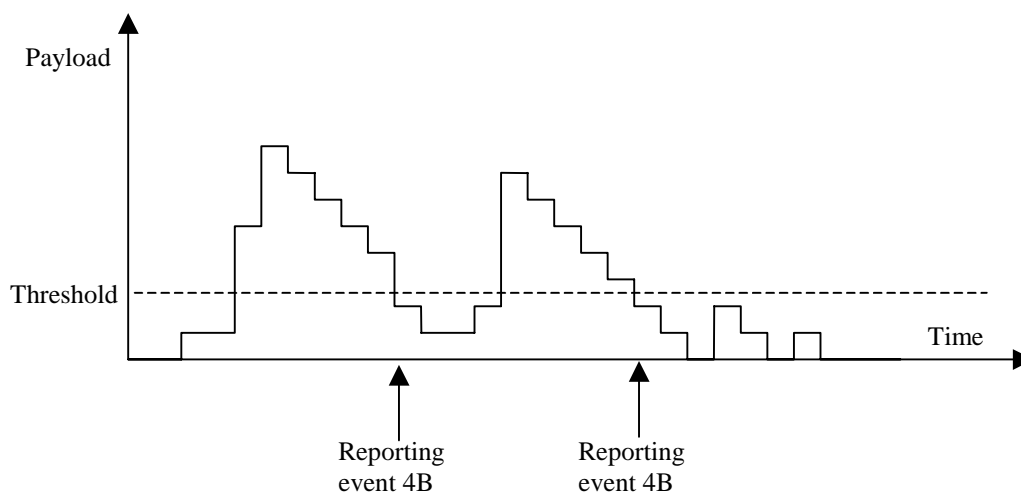 Payload
Threshold
Time
Reporting
event 4B
Reporting
event 4B